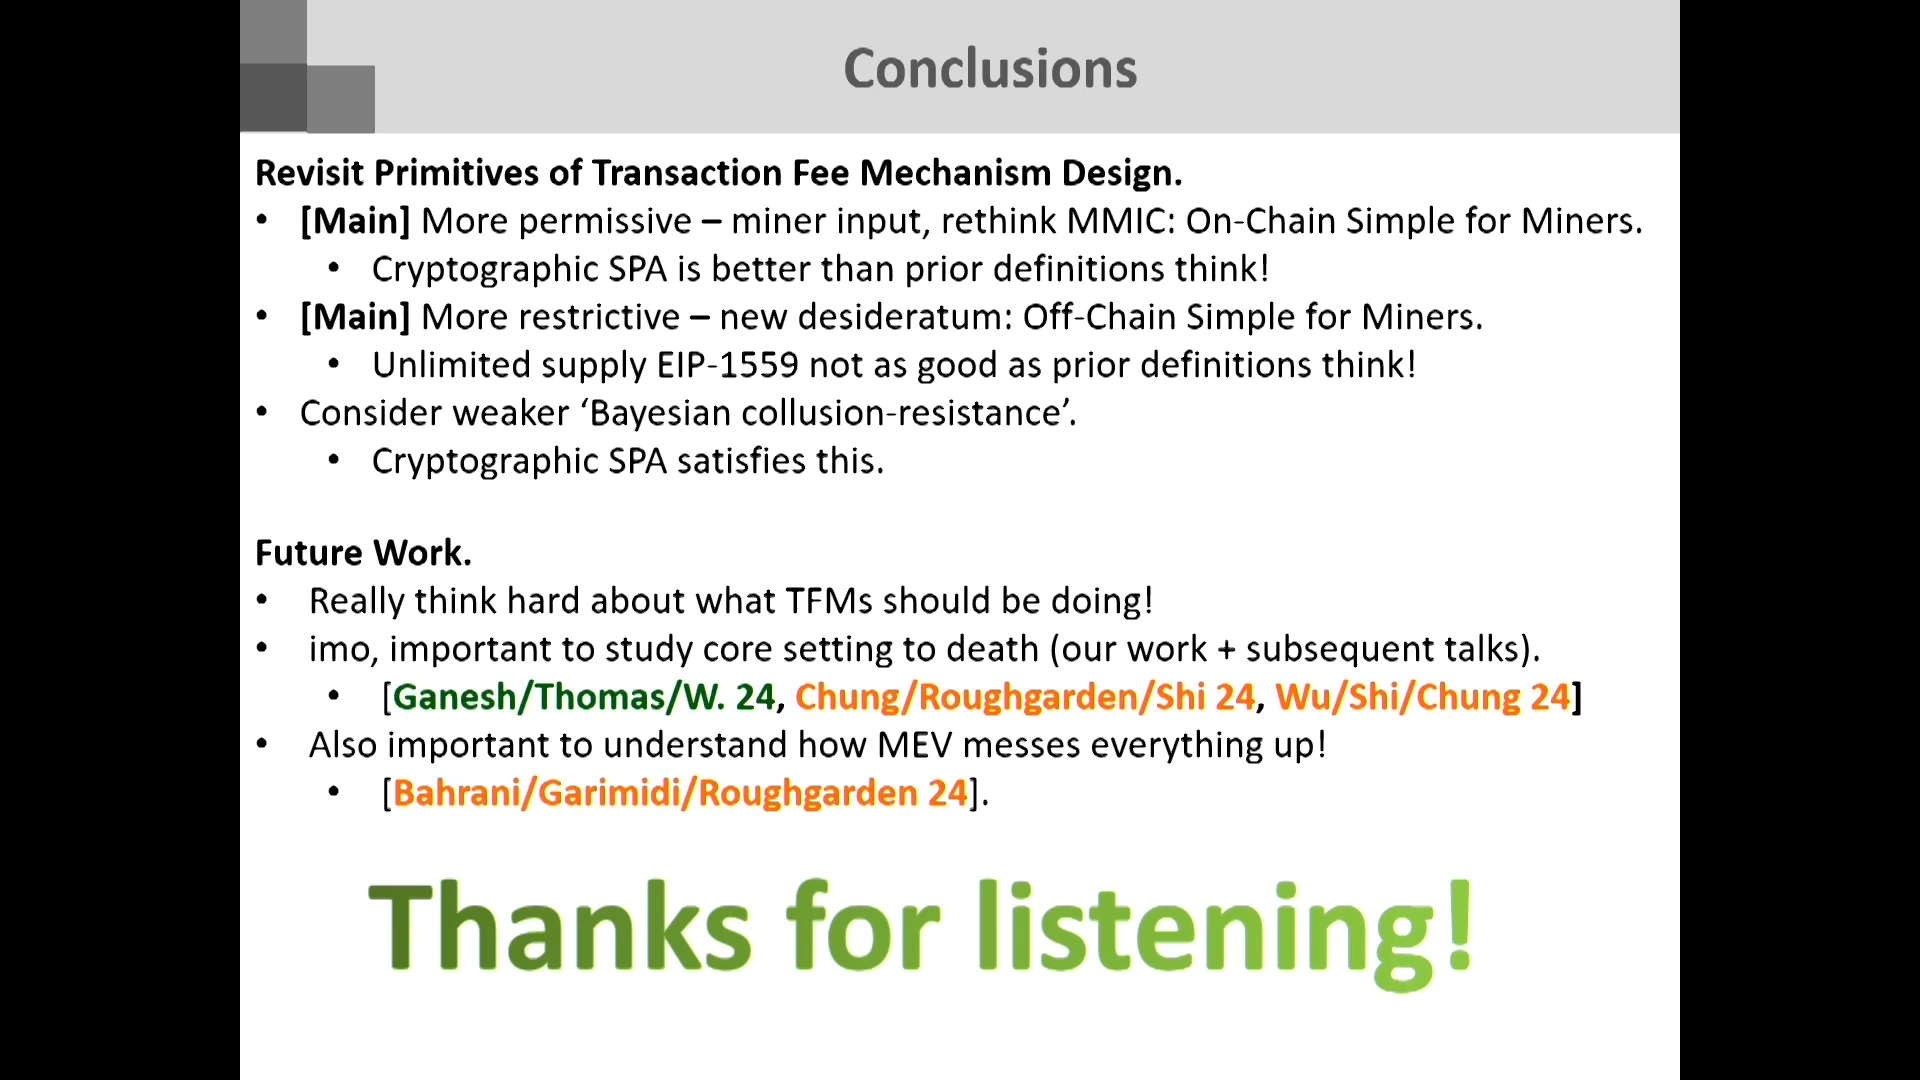 Conclusions
Revisit Primitives of Transaction Fee Mechanism Design.
• [Main] More permissive – miner input, rethink MMIC: On-Chain Simple for Miners.
• Cryptographic SPA is better than prior definitions think!
• [Main] More restrictive – new desideratum: Off-Chain Simple for Miners.
• Unlimited supply EIP-1559 not as good as prior definitions think!
• Consider weaker ‘Bayesian collusion-resistance’.
• Cryptographic SPA satisfies this.
Future Work.
• Really think hard about what TFMs should be doing!
• imo, important to study core setting to death (our work + subsequent talks).
• [Ganesh/Thomas/W. 24, Chung/Roughgarden/Shi 24, Wu/Shi/Chung 24]
• Also important to understand how MEV messes everything up!
• [Bahrani/Garimidi/Roughgarden 24].
Thanks for listening!